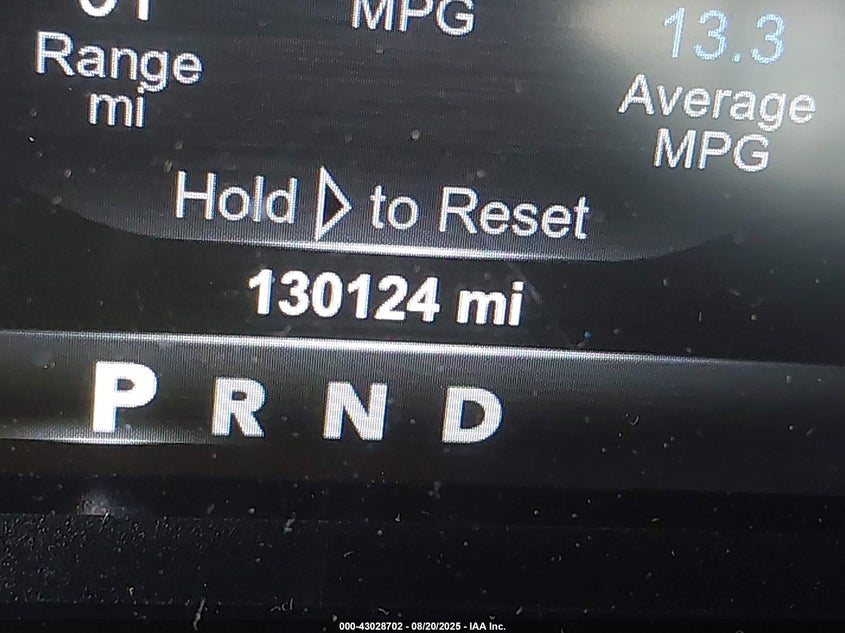 MPG
13.3
Range
mi
Average
MPG
Hold ▷ to Reset
130124 mi
P R N D
000-43028702 - 08/20/2025 - IAA Inc.